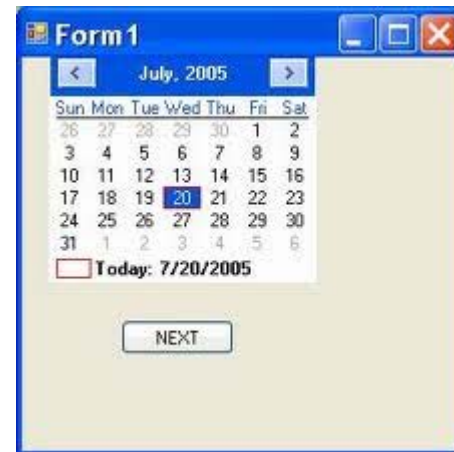 Form1
< July, 2005 >
Sun Mon Tue Wed Thu Fri Sat
26 27 28 29 30 1 2
3 4 5 6 7 8 9
10 11 12 13 14 15 16
17 18 19 20 21 22 23
24 25 26 27 28 29 30
31 1 2 3 4 5 6
Today: 7/20/2005
NEXT